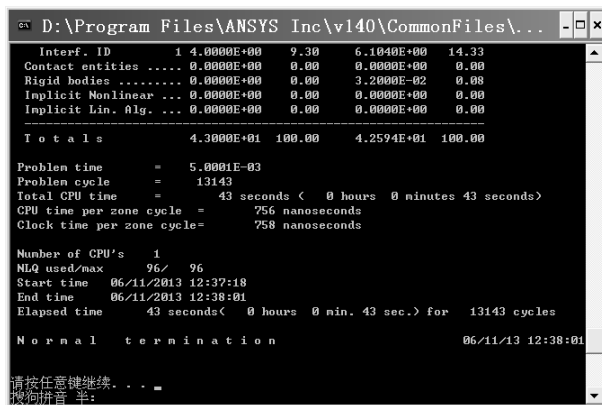 D:\Program Files\ANSYS Inc\v140\CommonFiles\...
Interf. ID 1 4.0000E+00 9.30 6.1040E+00 14.33
Contact entities ..... 0.0000E+00 0.00 0.0000E+00 0.00
Rigid bodies ......... 0.0000E+00 0.00 3.2000E-02 0.08
Implicit Nonlinear ... 0.0000E+00 0.00 0.0000E+00 0.00
Implicit Lin. Alg. ... 0.0000E+00 0.00 0.0000E+00 0.00
T o t a l s 4.3000E+01 100.00 4.2594E+01 100.00
Problem time = 5.0001E-03
Problem cycle = 13143
Total CPU time = 43 seconds ( 0 hours 0 minutes 43 seconds)
CPU time per zone cycle = 756 nanoseconds
Clock time per zone cycle= 758 nanoseconds
Number of CPU's 1
NLQ used/max 96/ 96
Start time 06/11/2013 12:37:18
End time 06/11/2013 12:38:01
Elapsed time 43 seconds( 0 hours 0 min. 43 sec.) for 13143 cycles
N o r m a l t e r m i n a t i o n 06/11/13 12:38:01
请按任意键继续. . . _
搜狗拼音 半: